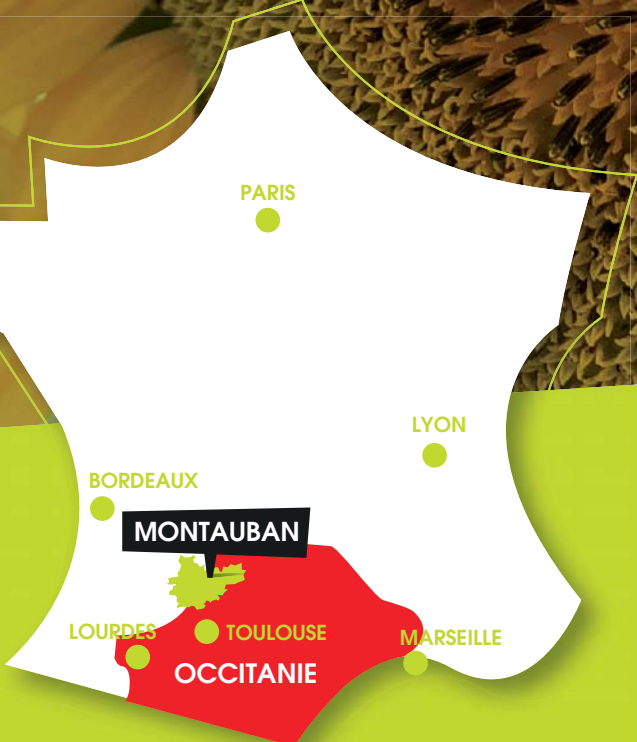 PARIS
LYON
BORDEAUX
MONTAUBAN
LOURDES
TOULOUSE
MARSEILLE
OCCITANIE